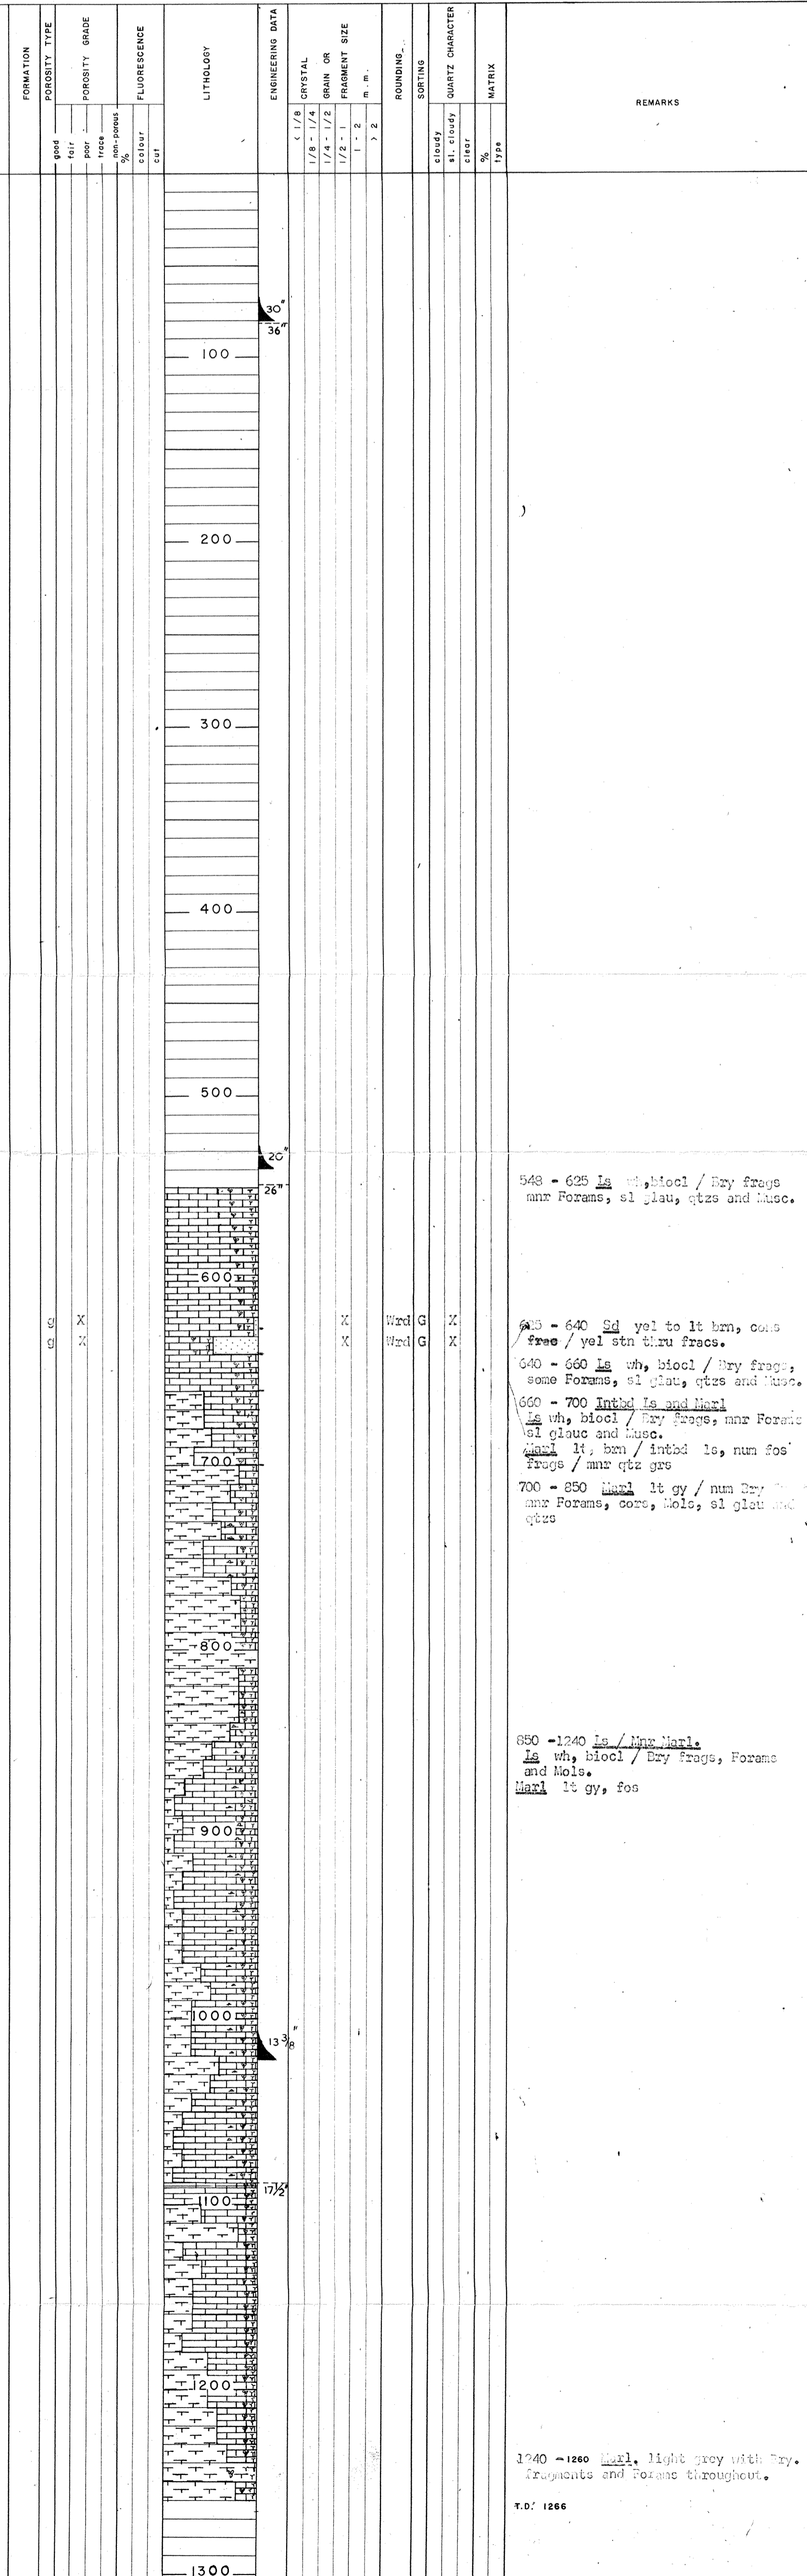 FORMATION
POROSITY TYPE
POROSITY GRADE
good
fair
poor
trace
non-porous
FLUORESCENCE
%
colour
cut
LITHOLOGY
ENGINEERING DATA
CRYSTAL
GRAIN OR
FRAGMENT SIZE
m.m.
< 1/8
1/8 - 1/4
1/4 - 1/2
1/2 - 1
1 - 2
> 2
ROUNDING
SORTING
QUARTZ CHARACTER
cloudy
sl. cloudy
clear
MATRIX
%
type
REMARKS
30"
36"
100
200
300
400
500
20"
26"
548 - 625 Ls wh, biocl / Bry frags
mnr Forams, sl glau, qtzs and Musc.
600
g X X Wrd G X
g X X Wrd G X
625 - 640 Sd yel to lt brn, cons
/ frac / yel stn thru fracs.
640 - 660 Ls wh, biocl / Bry frags,
some Forams, sl glau, qtzs and Musc.
660 - 700 Intbd Ls and Marl
Ls wh, biocl / Bry frags, mnr Forams
sl glauc and Musc.
Marl lt, brn / intbd ls, num fos
frags / mnr qtz grs
700
700 - 850 Marl lt gy / num Bry
mnr Forams, cors, Mols, sl glau and
qtzs
800
850 -1240 Ls / Mnr Marl.
Ls wh, biocl / Bry frags, Forams
and Mols.
Marl lt gy, fos
900
1000
13 3/8"
17½"
1100
1200
1240 -1260 Marl, light grey with Bry.
fragments and Forams throughout.
T.D. 1266
1300